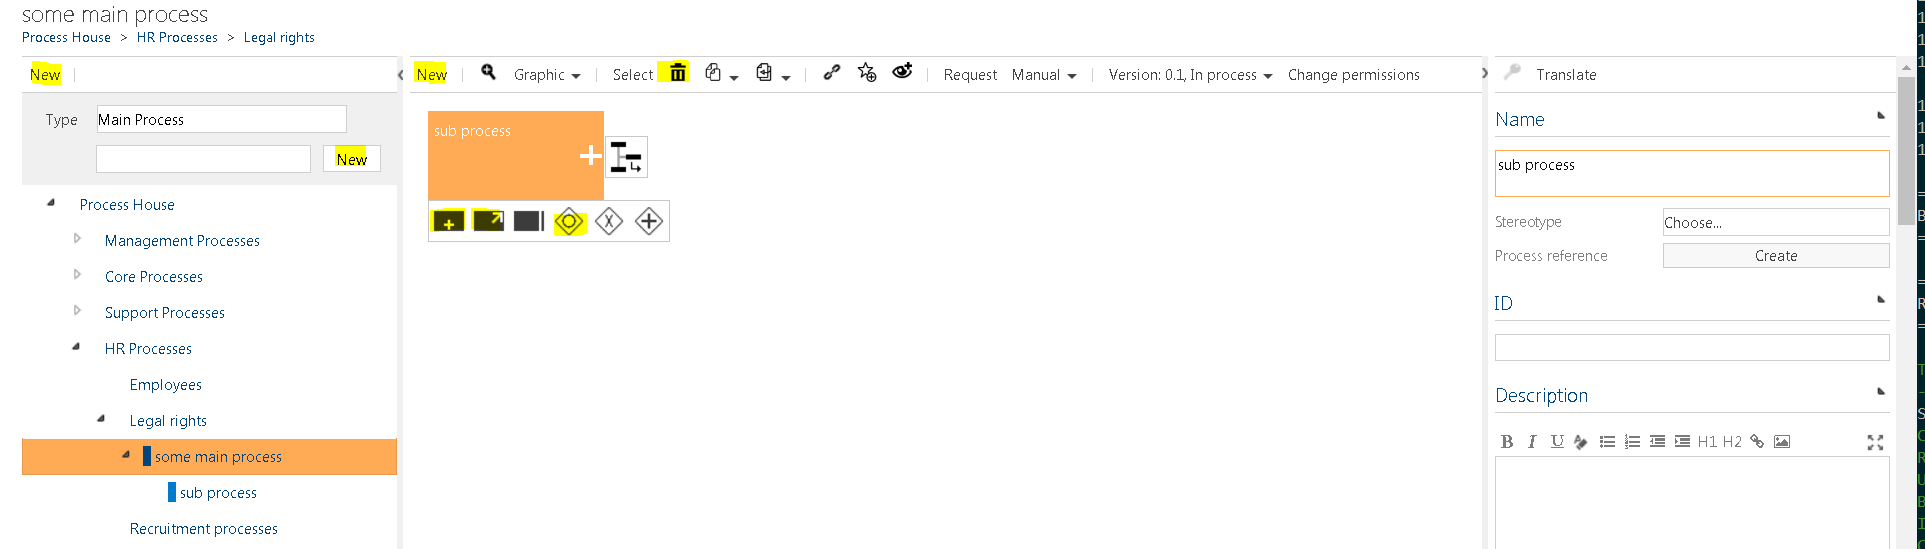 some main process
Process House > HR Processes > Legal rights
New
New Graphic Select Request Manual Version: 0.1, In process Change permissions
Translate
Type Main Process
New
Process House
Management Processes
Core Processes
Support Processes
HR Processes
Employees
Legal rights
some main process
sub process
Recruitment processes
sub process
Name
sub process
Stereotype Choose...
Process reference Create
ID
Description
B I U H1 H2